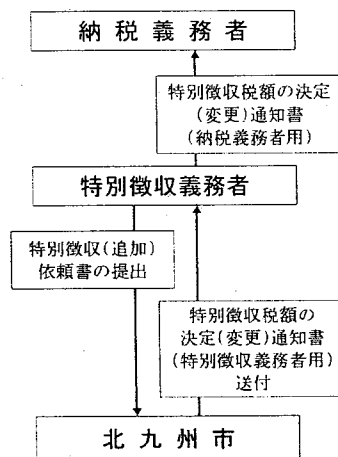 納税義務者
特別徴収税額の決定
(変更)通知書
(納税義務者用)
特別徴収義務者
特別徴収(追加)
依頼書の提出
特別徴収税額の
決定(変更)通知書
(特別徴収義務者用)
送付
北九州市